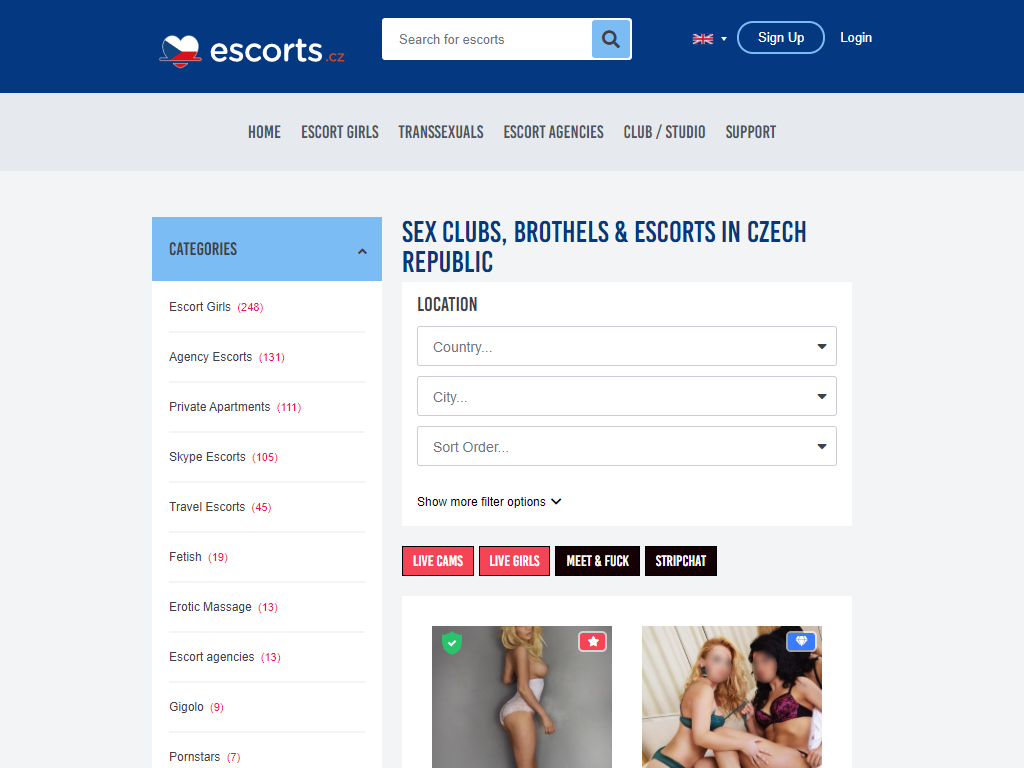 escorts.cz
Search for escorts
Sign Up
Login
HOME
ESCORT GIRLS
TRANSSEXUALS
ESCORT AGENCIES
CLUB / STUDIO
SUPPORT
CATEGORIES
Escort Girls (248)
Agency Escorts (131)
Private Apartments (111)
Skype Escorts (105)
Travel Escorts (45)
Fetish (19)
Erotic Massage (13)
Escort agencies (13)
Gigolo (9)
Pornstars (7)
SEX CLUBS, BROTHELS & ESCORTS IN CZECH
REPUBLIC
LOCATION
Country...
City...
Sort Order...
Show more filter options
LIVE CAMS
LIVE GIRLS
MEET & FUCK
STRIPCHAT